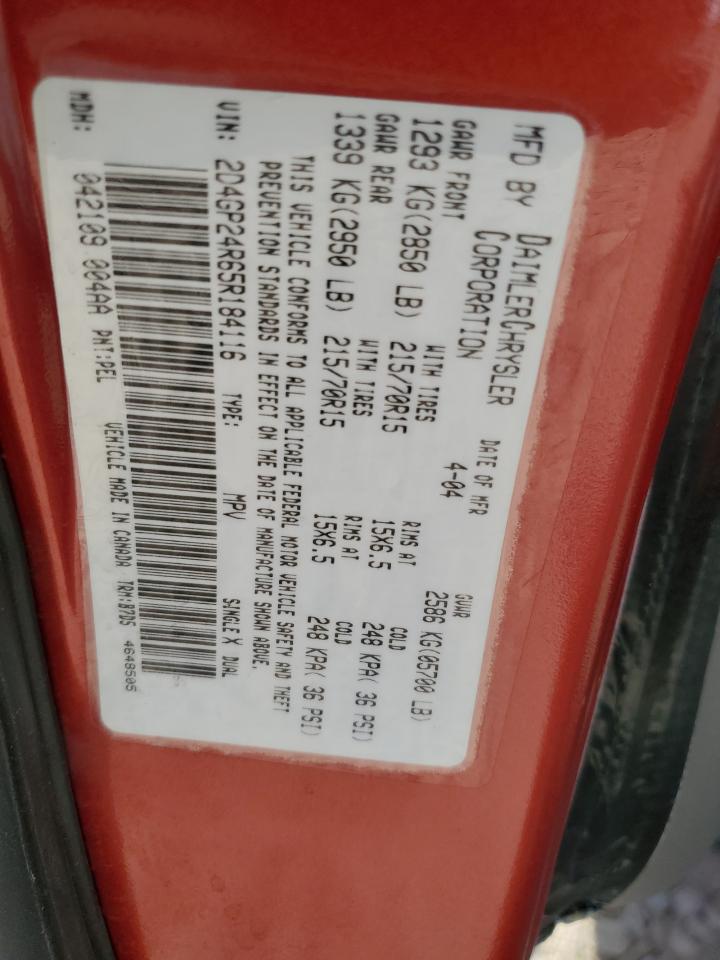 MFD BY DAIMLERCHRYSLER CORPORATION
DATE OF MFR 4-04
GVWR 2586 KG(05700 LB)
GAWR FRONT WITH TIRES RIMS AT COLD
1293 KG(2850 LB) 215/70R15 15X6.5 248 KPA( 36 PSI)
GAWR REAR WITH TIRES RIMS AT COLD
1339 KG(2950 LB) 215/70R15 15X6.5 248 KPA( 36 PSI)
THIS VEHICLE CONFORMS TO ALL APPLICABLE FEDERAL MOTOR VEHICLE SAFETY AND THEFT
PREVENTION STANDARDS IN EFFECT ON THE DATE OF MANUFACTURE SHOWN ABOVE.
VIN: 2D4GP24R65R184116 TYPE: MPV SINGLE X DUAL
MDH: 042109 004AA PNT:PEL VEHICLE MADE IN CANADA TRM:B7D5 4648505